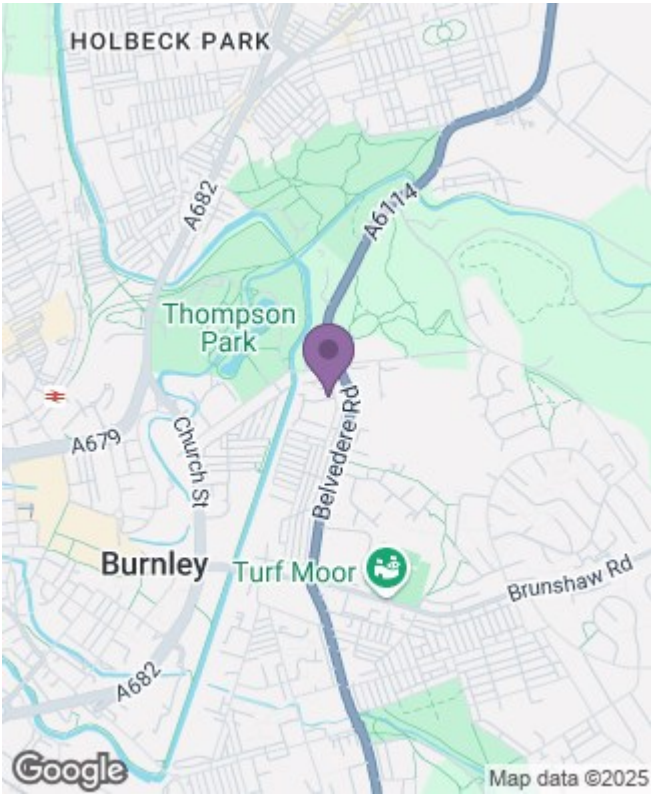 HOLBECK PARK
A682
A6114
Thompson
Park
A679
Church St
Belvedere Rd
Burnley
Turf Moor
Brunshaw Rd
A682
Google
Map data ©2025